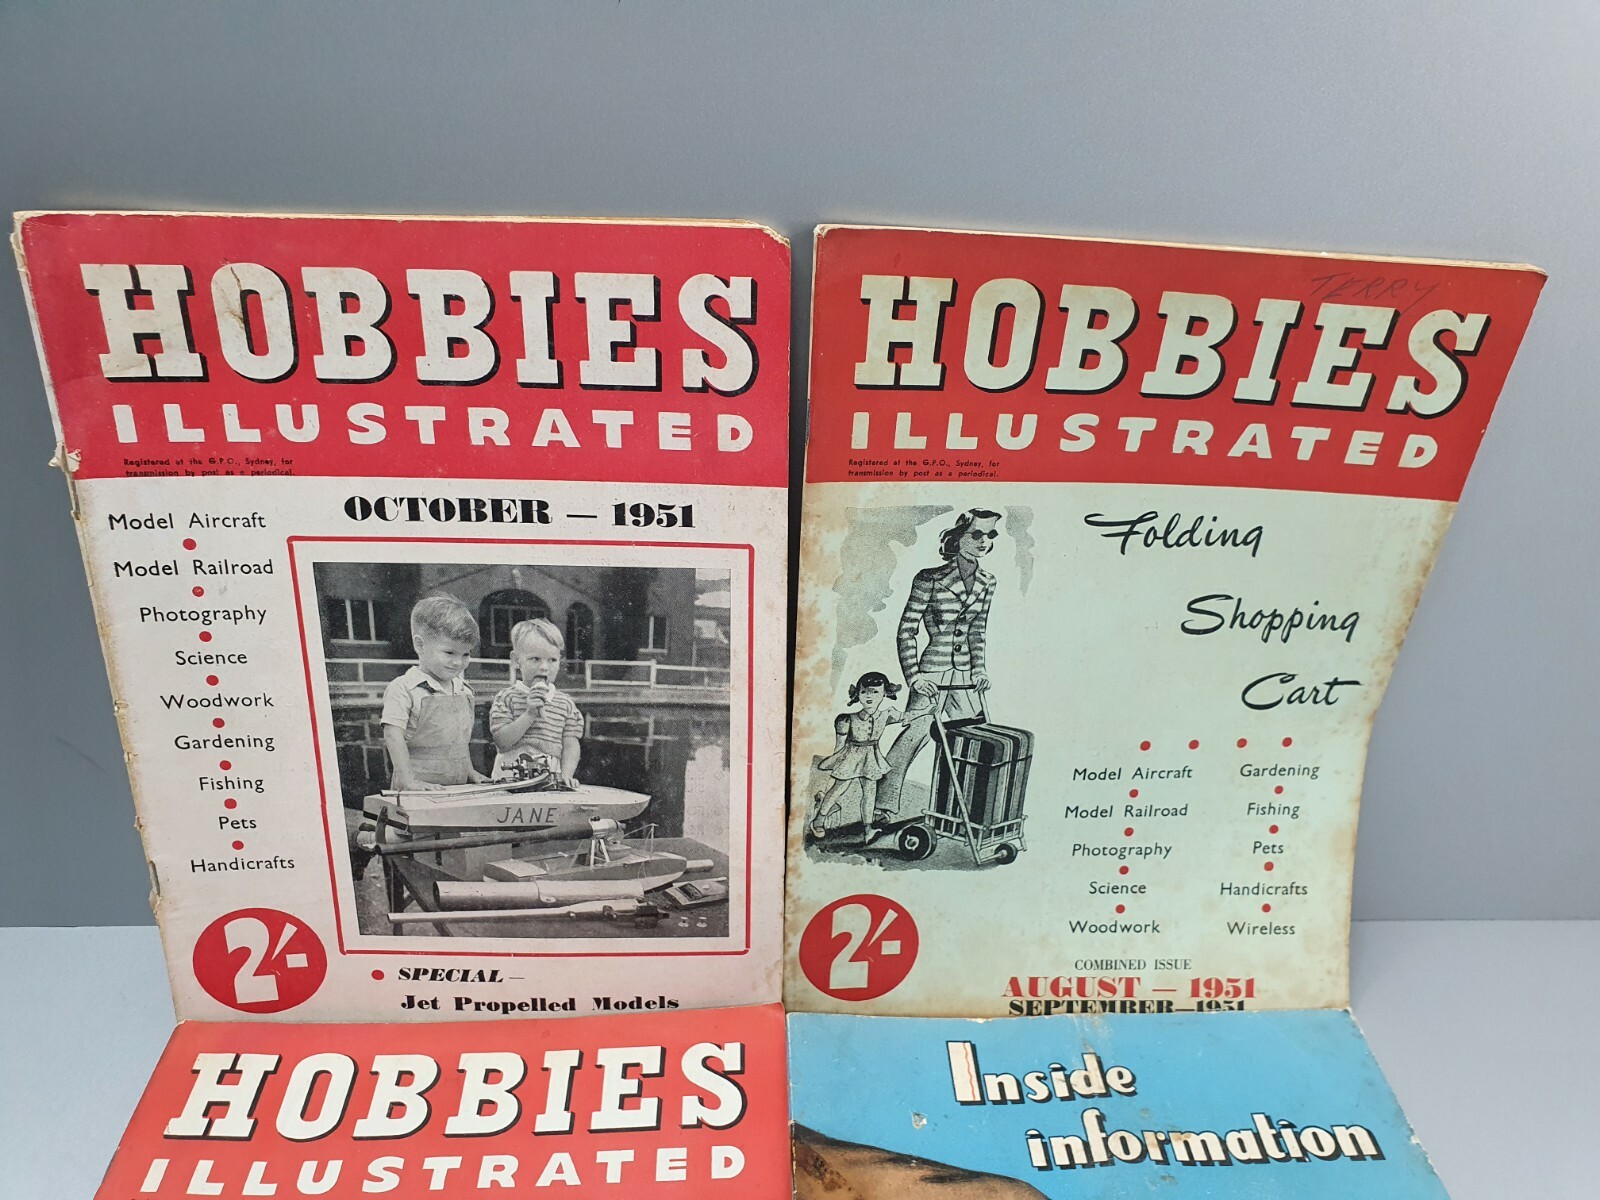 HOBBIES
ILLUSTRATED
Registered at the G.P.O., Sydney, for
transmission by post as a periodical.
OCTOBER — 1951
Model Aircraft
Model Railroad
Photography
Science
Woodwork
Gardening
Fishing
Pets
Handicrafts
JANE
2/-
SPECIAL —
Jet Propelled Models
TERRY
HOBBIES
ILLUSTRATED
Registered at the G.P.O., Sydney, for
transmission by post as a periodical.
Folding
Shopping
Cart
Model Aircraft
Model Railroad
Photography
Science
Woodwork
Gardening
Fishing
Pets
Handicrafts
Wireless
2/-
COMBINED ISSUE
AUGUST — 1951
SEPTEMBER—1951
HOBBIES
ILLUSTRATED
Inside
information